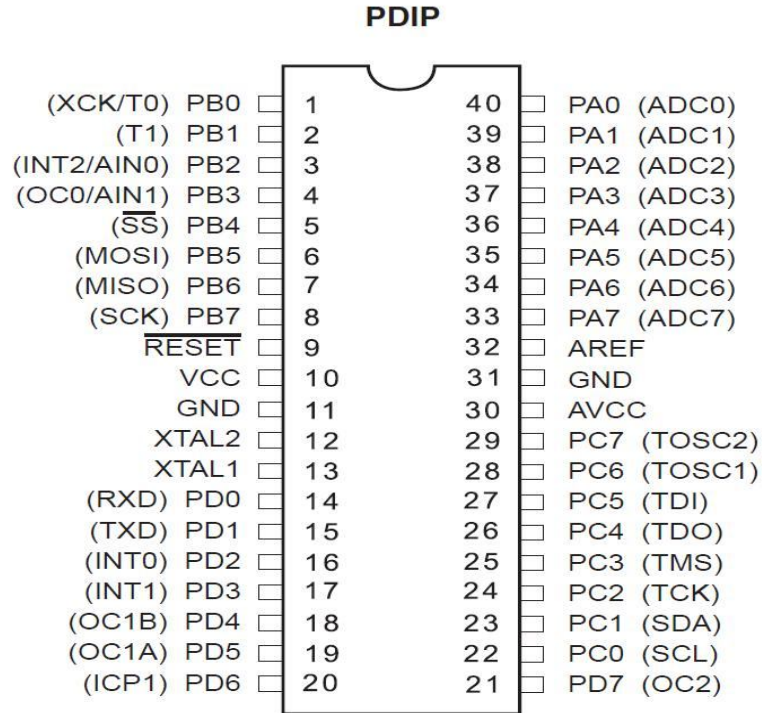 PDIP
(XCK/T0) PB0 1 40 PA0 (ADC0)
(T1) PB1 2 39 PA1 (ADC1)
(INT2/AIN0) PB2 3 38 PA2 (ADC2)
(OC0/AIN1) PB3 4 37 PA3 (ADC3)
(S̅S̅) PB4 5 36 PA4 (ADC4)
(MOSI) PB5 6 35 PA5 (ADC5)
(MISO) PB6 7 34 PA6 (ADC6)
(SCK) PB7 8 33 PA7 (ADC7)
R̅E̅S̅E̅T̅ 9 32 AREF
VCC 10 31 GND
GND 11 30 AVCC
XTAL2 12 29 PC7 (TOSC2)
XTAL1 13 28 PC6 (TOSC1)
(RXD) PD0 14 27 PC5 (TDI)
(TXD) PD1 15 26 PC4 (TDO)
(INT0) PD2 16 25 PC3 (TMS)
(INT1) PD3 17 24 PC2 (TCK)
(OC1B) PD4 18 23 PC1 (SDA)
(OC1A) PD5 19 22 PC0 (SCL)
(ICP1) PD6 20 21 PD7 (OC2)